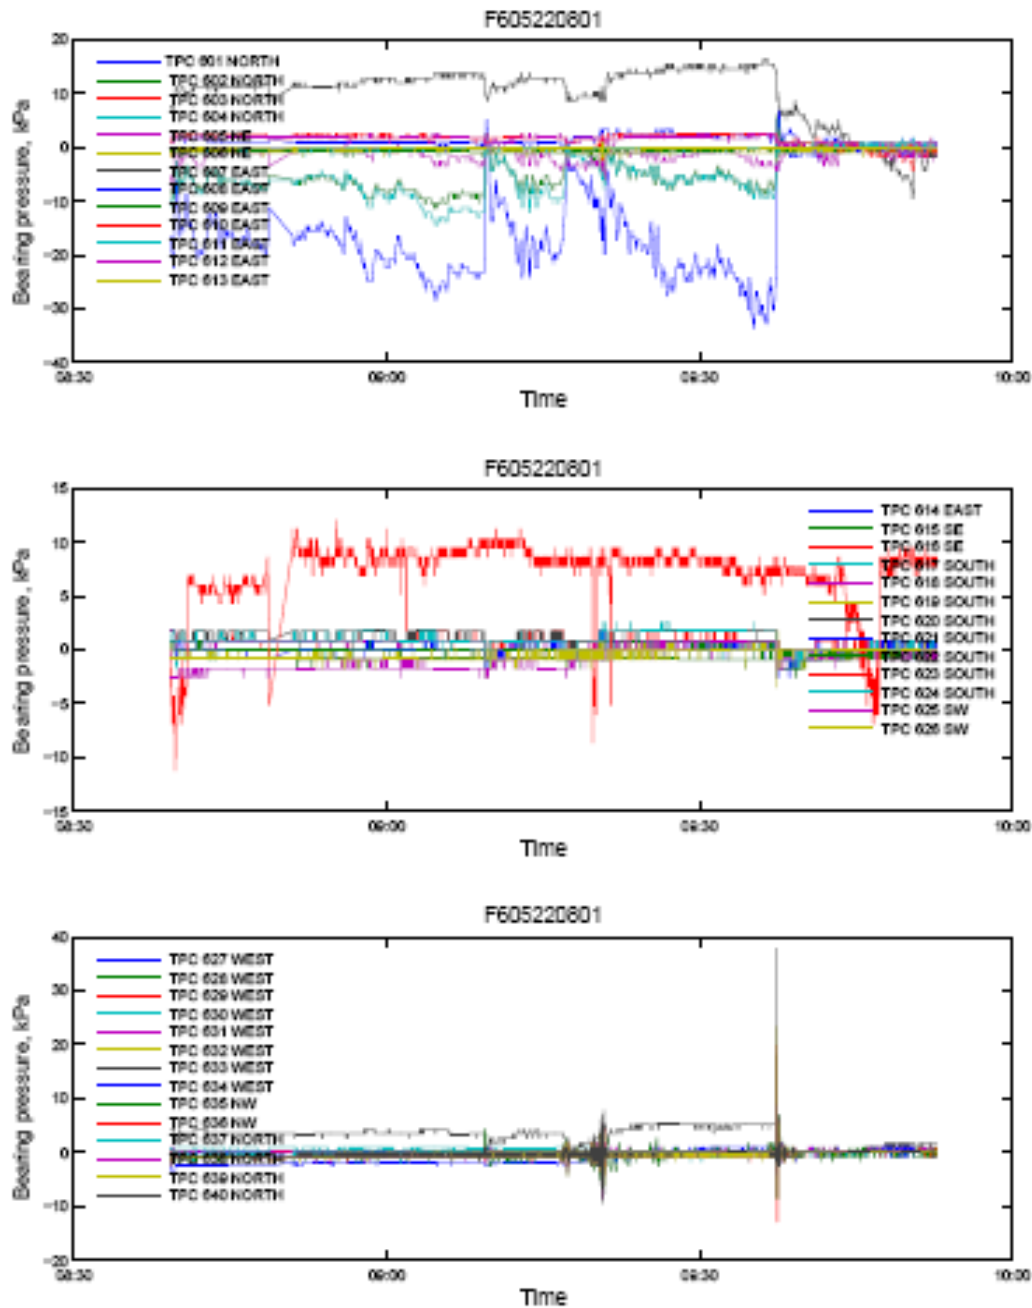 F605220801
20
10
0
−10
−20
−30
−40
Bearing pressure, kPa
TPC 601 NORTH
TPC 602 NORTH
TPC 603 NORTH
TPC 604 NORTH
TPC 605 NE
TPC 606 NE
TPC 607 EAST
TPC 608 EAST
TPC 609 EAST
TPC 610 EAST
TPC 611 EAST
TPC 612 EAST
TPC 613 EAST
08:30 09:00 09:30 10:00
Time
F605220801
15
10
5
0
−5
−10
−15
Bearing pressure, kPa
TPC 614 EAST
TPC 615 SE
TPC 616 SE
TPC 617 SOUTH
TPC 618 SOUTH
TPC 619 SOUTH
TPC 620 SOUTH
TPC 621 SOUTH
TPC 622 SOUTH
TPC 623 SOUTH
TPC 624 SOUTH
TPC 625 SW
TPC 626 SW
08:30 09:00 09:30 10:00
Time
F605220801
40
30
20
10
0
−10
−20
Bearing pressure, kPa
TPC 627 WEST
TPC 628 WEST
TPC 629 WEST
TPC 630 WEST
TPC 631 WEST
TPC 632 WEST
TPC 633 WEST
TPC 634 WEST
TPC 635 NW
TPC 636 NW
TPC 637 NORTH
TPC 638 NORTH
TPC 639 NORTH
TPC 640 NORTH
08:30 09:00 09:30 10:00
Time